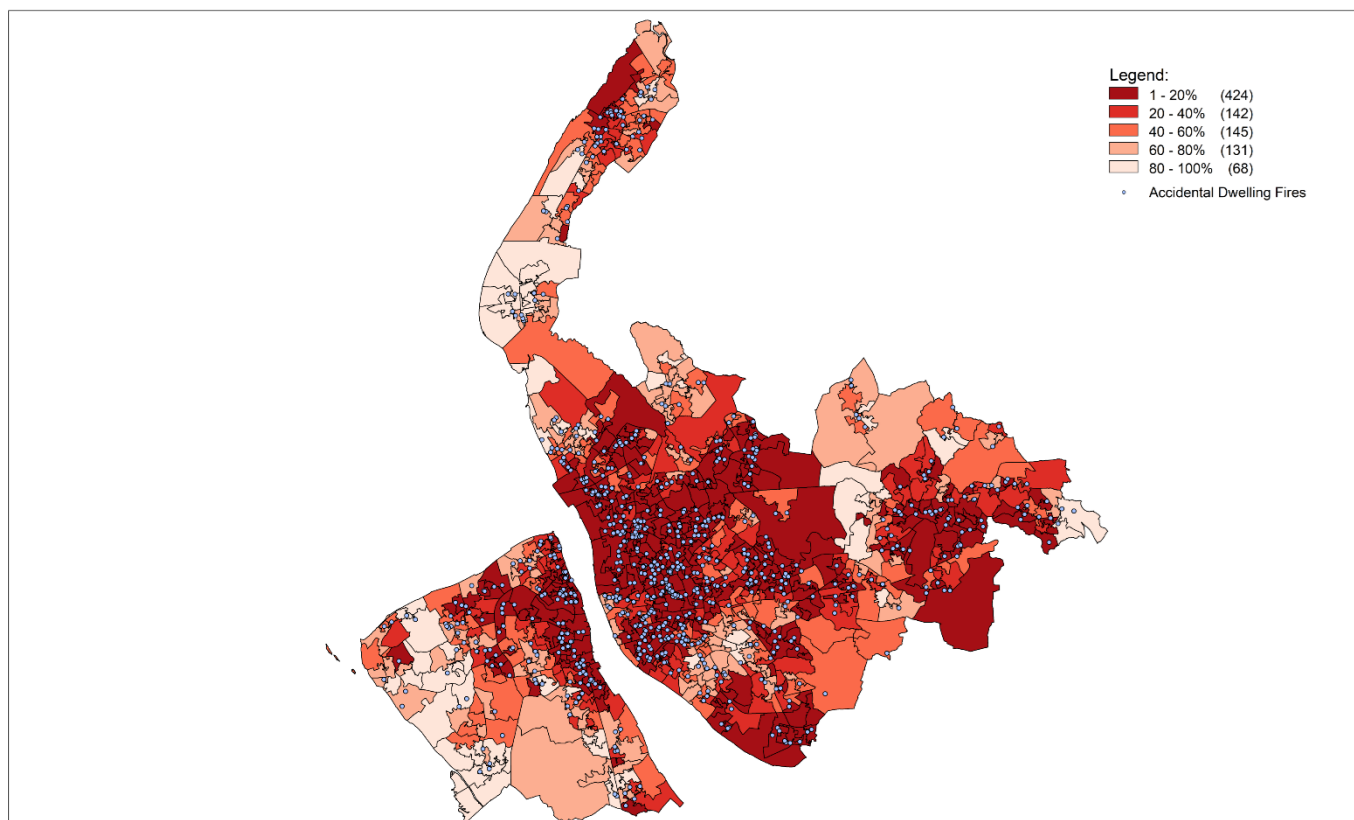 Legend:
1 - 20% (424)
20 - 40% (142)
40 - 60% (145)
60 - 80% (131)
80 - 100% (68)
Accidental Dwelling Fires